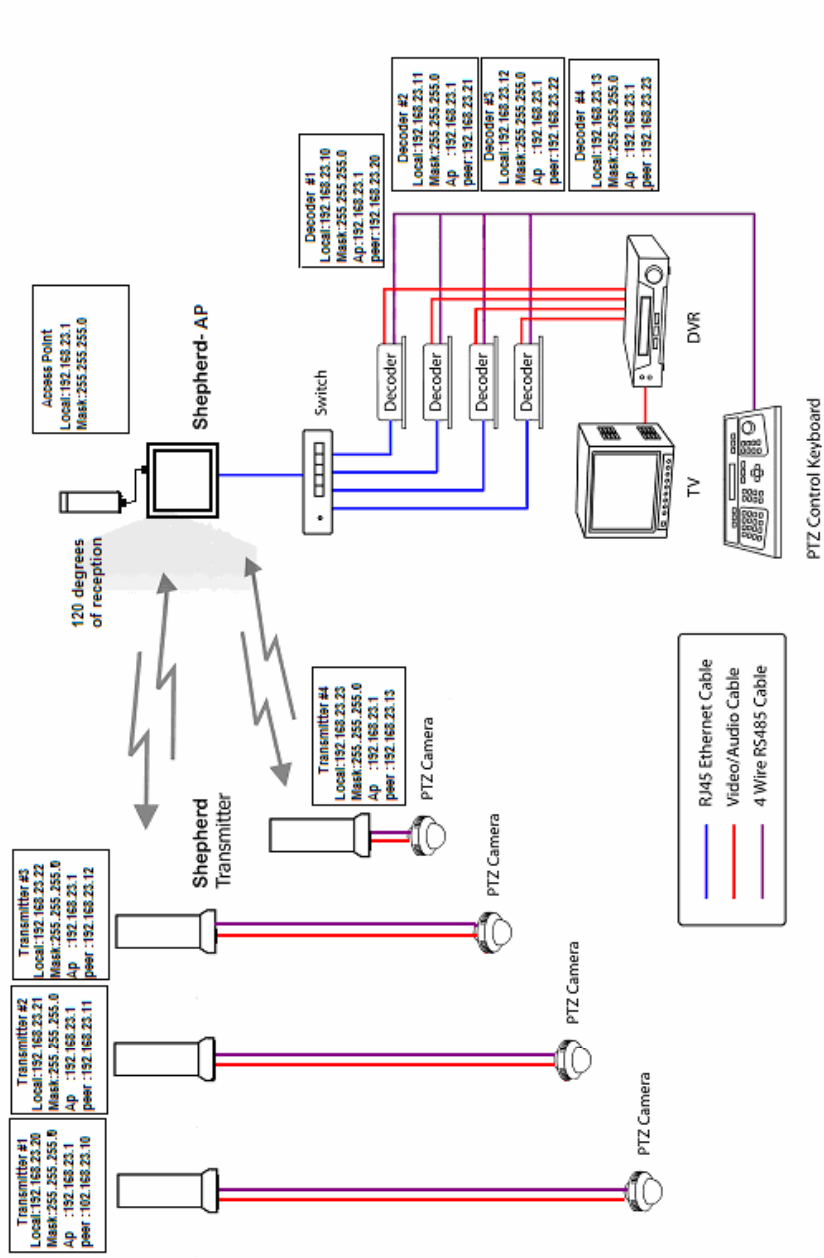 Transmitter #1
Local:192.168.23.20
Mask:255.255.255.0
Ap :192.168.23.1
peer :102.168.23.10
Transmitter #2
Local:192.168.23.21
Mask:255.255.255.0
Ap :192.168.23.1
peer :192.168.23.11
Transmitter #3
Local:192.168.23.22
Mask:255.255.255.0
Ap :192.168.23.1
peer :192.168.23.12
Access Point
Local:192.168.23.1
Mask:255.255.255.0
120 degrees
of reception
Shepherd
Transmitter
Shepherd- AP
Transmitter #4
Local:192.168.23.23
Mask:255.255.255.0
Ap :192.168.23.1
peer :192.168.23.13
Switch
Decoder #1
Local:192.168.23.10
Mask:255.255.255.0
Ap:192.168.23.1
peer:192.168.23.20
Decoder #2
Local:192.168.23.11
Mask:255.255.255.0
Ap :192.168.23.1
peer:192.168.23.21
Decoder #3
Local:192.168.23.12
Mask:255.255.255.0
Ap :192.168.23.1
peer:192.168.23.22
Decoder #4
Local:192.168.23.13
Mask:255.255.255.0
Ap :192.168.23.1
peer :192.168.23.23
Decoder
Decoder
Decoder
Decoder
PTZ Camera
PTZ Camera
PTZ Camera
PTZ Camera
TV
DVR
PTZ Control Keyboard
RJ45 Ethernet Cable
Video/Audio Cable
4 Wire RS485 Cable